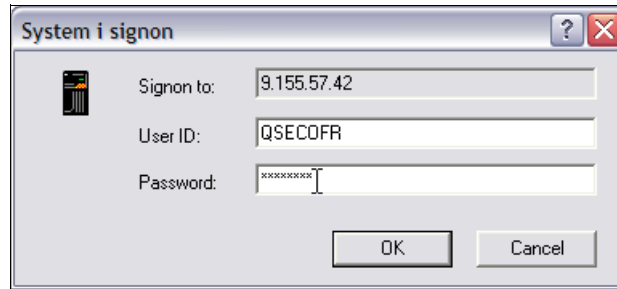 System i signon
Signon to: 9.155.57.42
User ID: QSECOFR
Password: ********
OK Cancel